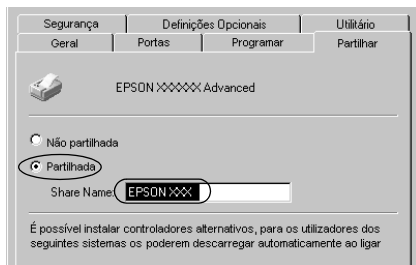 Segurança Definições Opcionais Utilitário
Geral Portas Programar Partilhar
EPSON XXXXXX Advanced
Não partilhada
Partilhada
Share Name: EPSON XXX
É possível instalar controladores alternativos, para os utilizadores dos
seguintes sistemas os poderem descarregar automaticamente ao ligar